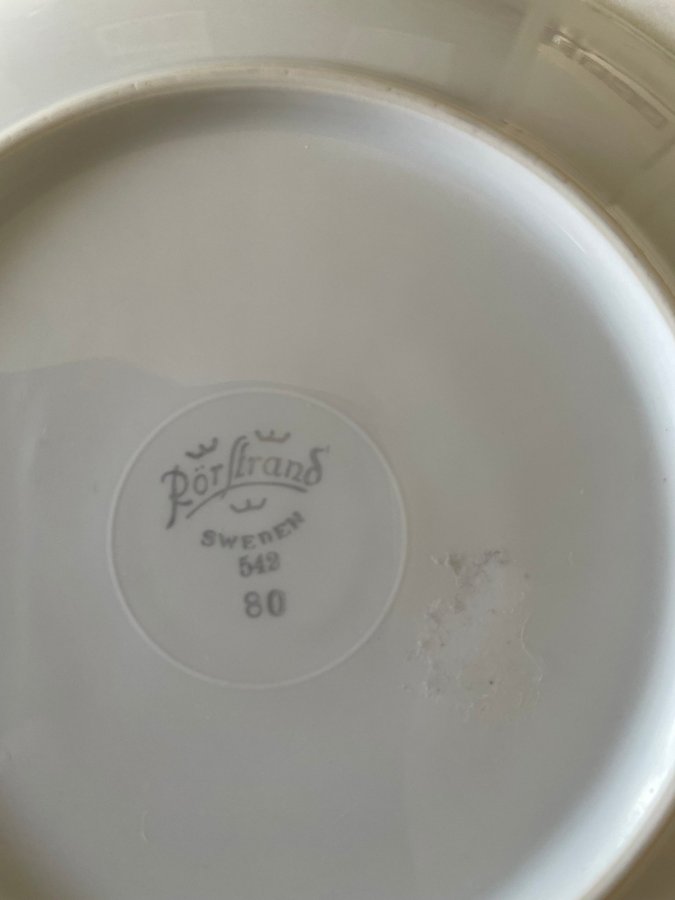 Rörstrand
SWEDEN
542
80